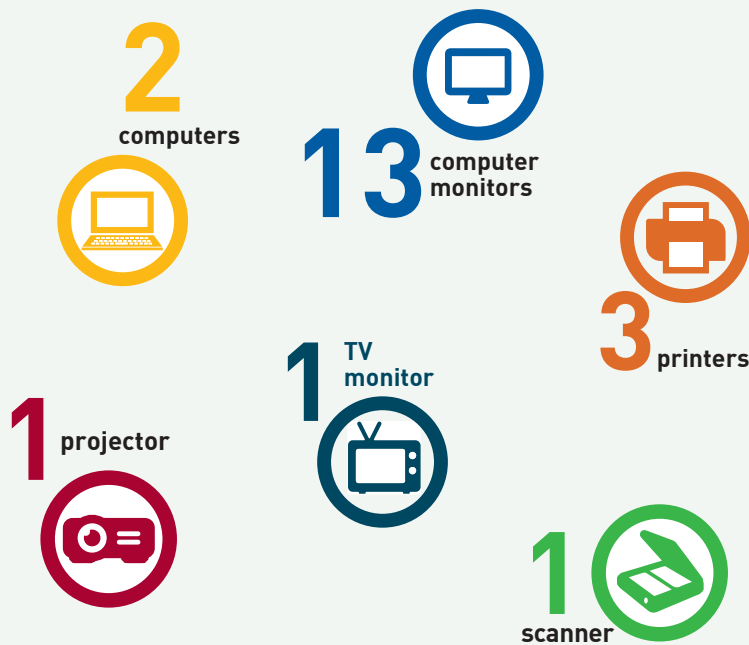 2
computers
13
computer
monitors
3
printers
1
TV
monitor
1
projector
1
scanner